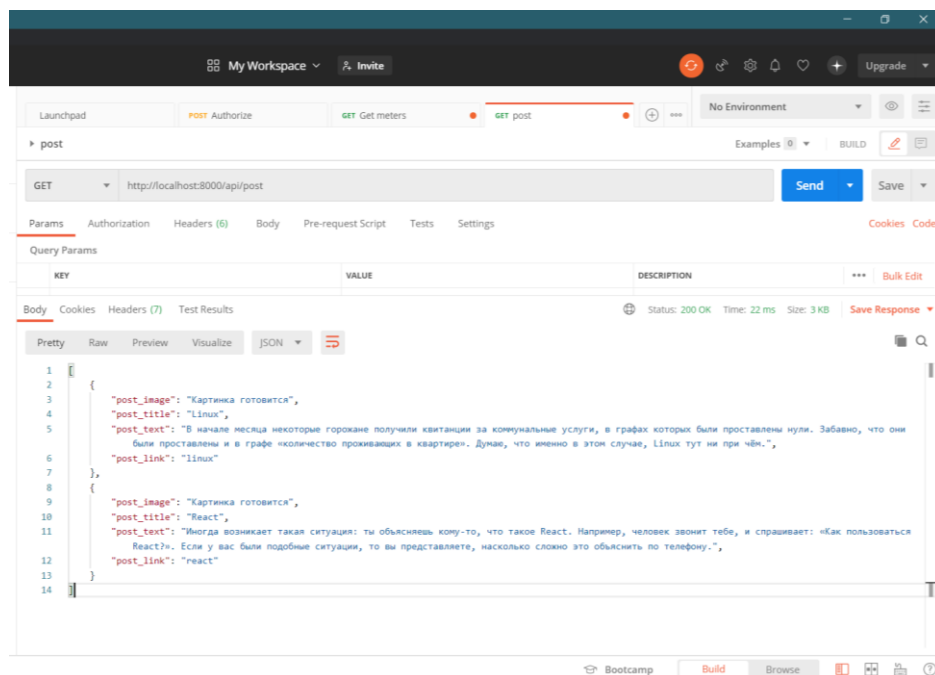 My Workspace
Invite
Upgrade
Launchpad
POST Authorize
GET Get meters
GET post
No Environment
post
Examples 0
BUILD
GET
http://localhost:8000/api/post
Send
Save
Params
Authorization
Headers (6)
Body
Pre-request Script
Tests
Settings
Cookies
Code
Query Params
KEY
VALUE
DESCRIPTION
Bulk Edit
Body
Cookies
Headers (7)
Test Results
Status: 200 OK
Time: 22 ms
Size: 3 KB
Save Response
Pretty
Raw
Preview
Visualize
JSON
1 [
2 {
3 "post_image": "Картинка готовится",
4 "post_title": "Linux",
5 "post_text": "В начале месяца некоторые горожане получили квитанции за коммунальные услуги, в графах которых были проставлены нули. Забавно, что они
были проставлены и в графе «количество проживающих в квартире». Думаю, что именно в этом случае, Linux тут ни при чём.",
6 "post_link": "linux"
7 },
8 {
9 "post_image": "Картинка готовится",
10 "post_title": "React",
11 "post_text": "Иногда возникает такая ситуация: ты объясняешь кому-то, что такое React. Например, человек звонит тебе, и спрашивает: «Как пользоваться
React?». Если у вас были подобные ситуации, то вы представляете, насколько сложно это объяснить по телефону.",
12 "post_link": "react"
13 }
14 ]
Bootcamp
Build
Browse